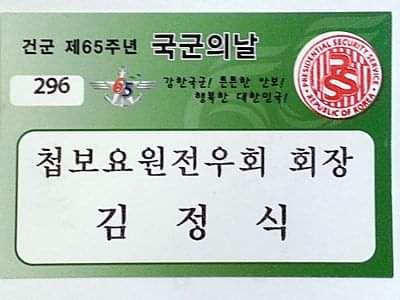 건군 제65주년 국군의날
296
65
강한국군! 튼튼한 안보!
행복한 대한민국!
PRESIDENTIAL SECURITY SERVICE
PSS
REPUBLIC OF KOREA
첩보요원전우회 회장
김 정 식